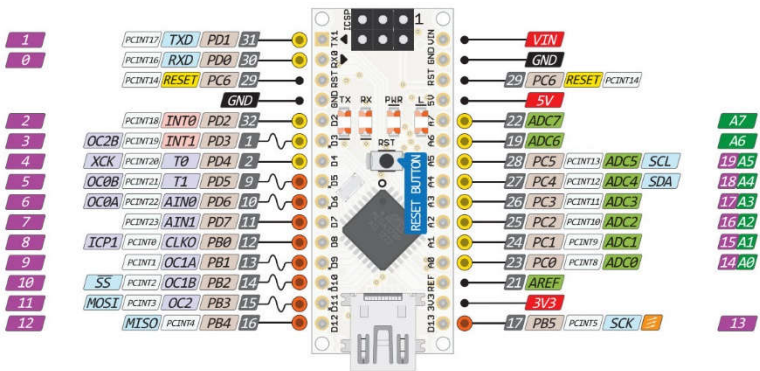 ICSP 1
1 PCINT17 TXD PD1 31 TX1 VIN VIN
0 PCINT16 RXD PD0 30 RX0 GND GND
PCINT14 RESET PC6 29 RST RST 29 PC6 RESET PCINT14
GND GND 5V 5V
TX RX PWR L
2 PCINT18 INT0 PD2 32 D2 A7 22 ADC7 A7
3 OC2B PCINT19 INT1 PD3 1 D3 A6 19 ADC6 A6
RST
4 XCK PCINT20 T0 PD4 2 D4 A5 28 PC5 PCINT13 ADC5 SCL 19 A5
5 OC0B PCINT21 T1 PD5 9 D5 A4 27 PC4 PCINT12 ADC4 SDA 18 A4
RESET BUTTON
6 OC0A PCINT22 AIN0 PD6 10 D6 A3 26 PC3 PCINT11 ADC3 17 A3
7 PCINT23 AIN1 PD7 11 D7 A2 25 PC2 PCINT10 ADC2 16 A2
8 ICP1 PCINT0 CLKO PB0 12 D8 A1 24 PC1 PCINT9 ADC1 15 A1
9 PCINT1 OC1A PB1 13 D9 A0 23 PC0 PCINT8 ADC0 14 A0
10 SS PCINT2 OC1B PB2 14 D10 REF 21 AREF
11 MOSI PCINT3 OC2 PB3 15 D11 3V3 3V3
12 MISO PCINT4 PB4 16 D12 D13 17 PB5 PCINT5 SCK 13